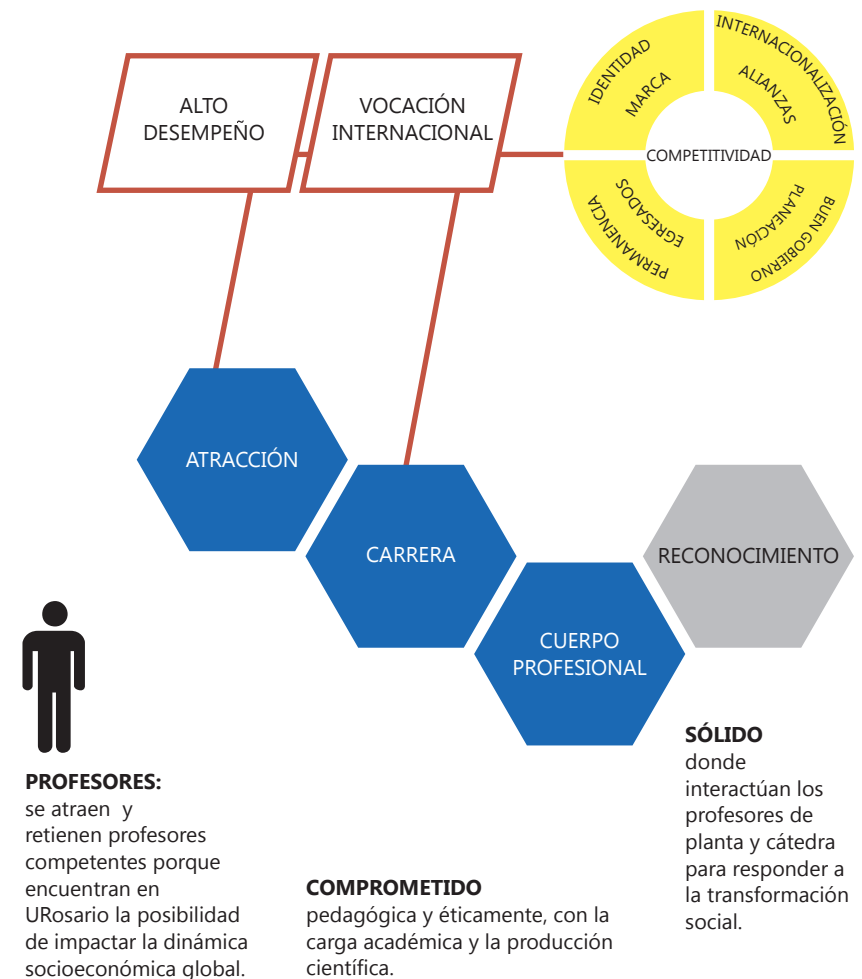 ALTO
DESEMPEÑO
VOCACIÓN
INTERNACIONAL
IDENTIDAD
MARCA
INTERNACIONALIZACIÓN
ALIANZAS
COMPETITIVIDAD
PERMANENCIA
EGRESADOS
PLANEACIÓN
BUEN GOBIERNO
ATRACCIÓN
CARRERA
CUERPO
PROFESIONAL
RECONOCIMIENTO
PROFESORES:
se atraen y
retienen profesores
competentes porque
encuentran en
URosario la posibilidad
de impactar la dinámica
socioeconómica global.
COMPROMETIDO
pedagógica y éticamente, con la
carga académica y la producción
científica.
SÓLIDO
donde
interactúan los
profesores de
planta y cátedra
para responder a
la transformación
social.